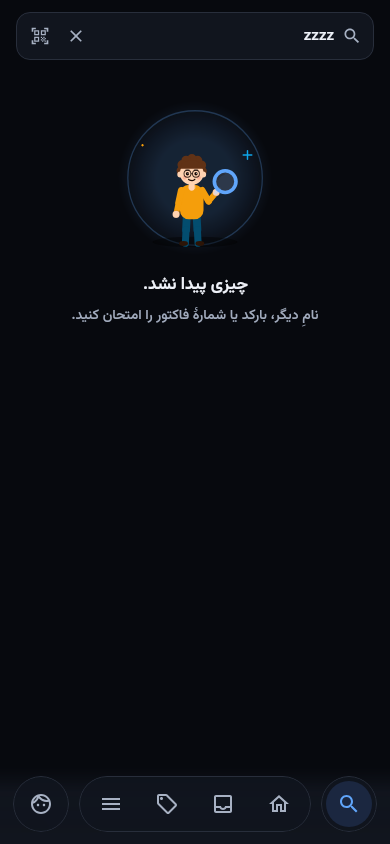 zzzz
چیزی پیدا نشد.
نامِ دیگر، بارکد یا شمارهٔ فاکتور را امتحان کنید.